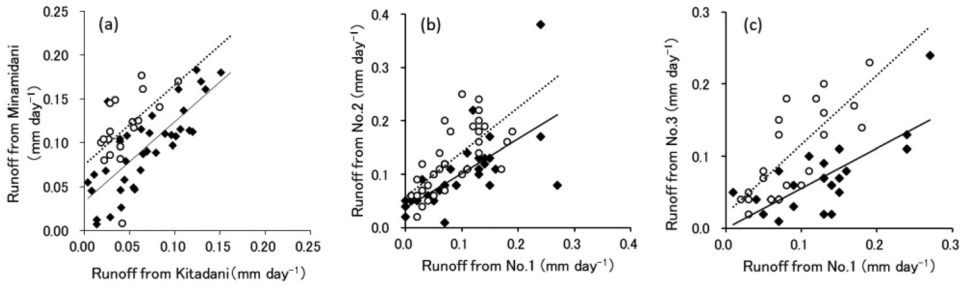 (a)
0.25
0.20
0.15
0.10
0.05
0.00
0.00 0.05 0.10 0.15 0.20 0.25
Runoff from Minamidani
(mm day⁻¹)
Runoff from Kitadani (mm day⁻¹)
(b)
0.4
0.3
0.2
0.1
0.0
0.0 0.1 0.2 0.3 0.4
Runoff from No.2 (mm day⁻¹)
Runoff from No.1 (mm day⁻¹)
(c)
0.3
0.2
0.1
0.0
0.0 0.1 0.2 0.3
Runoff from No.3 (mm day⁻¹)
Runoff from No.1 (mm day⁻¹)